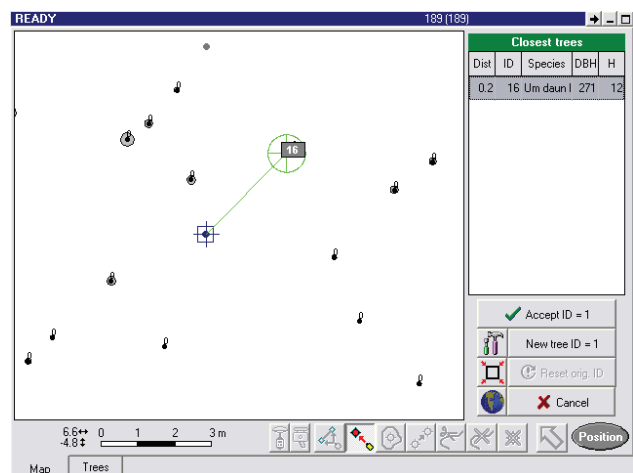 READY 189 (189)
Closest trees
Dist ID Species DBH H
0.2 16 Um daun l 271 12
16
Accept ID = 1
New tree ID = 1
Reset orig. ID
Cancel
6.6 0 1 2 3 m
-4.8
Position
Map Trees